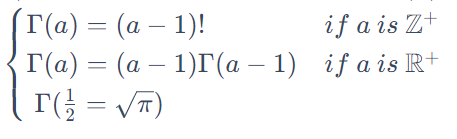 Γ(a) = (a − 1)! if a is ℤ⁺
Γ(a) = (a − 1)Γ(a − 1) if a is ℝ⁺
Γ(½ = √π)